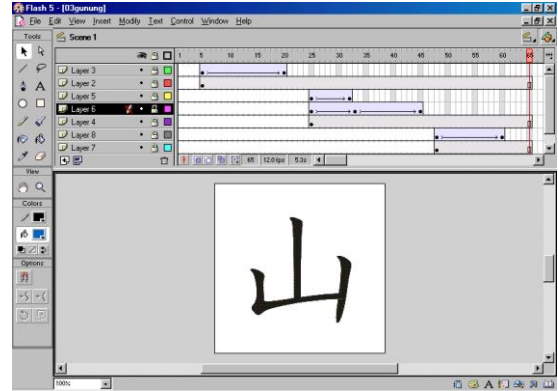 Flash 5 - [03gunung]
File Edit View Insert Modify Text Control Window Help
Tools
Scene 1
1 5 10 15 20 25 30 35 40 45 50 55 60 65
Layer 3
Layer 2
Layer 5
Layer 6
Layer 4
Layer 8
Layer 7
65 12.0 fps 5.3s
View
Colors
Options
山
100%